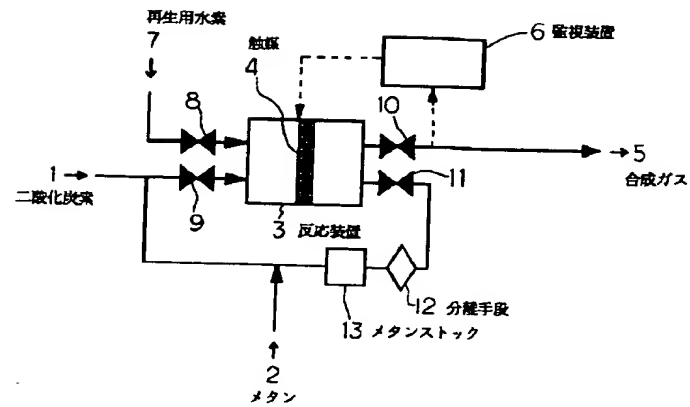 再生用水素
7
触媒
4
6 監視装置
8
10
1
二酸化炭素
9
11
5
合成ガス
3 反応装置
12 分離手段
13 メタンストック
2
メタン